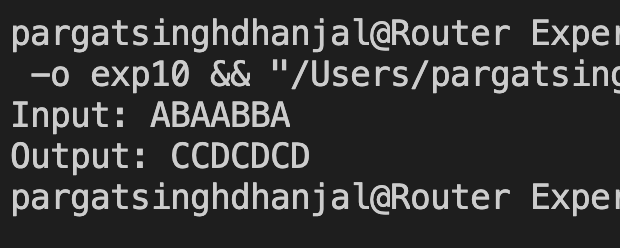 pargatsinghdhanjal@Router Exper
-o exp10 && "/Users/pargatsing
Input: ABAABBA
Output: CCDCDCD
pargatsinghdhanjal@Router Exper